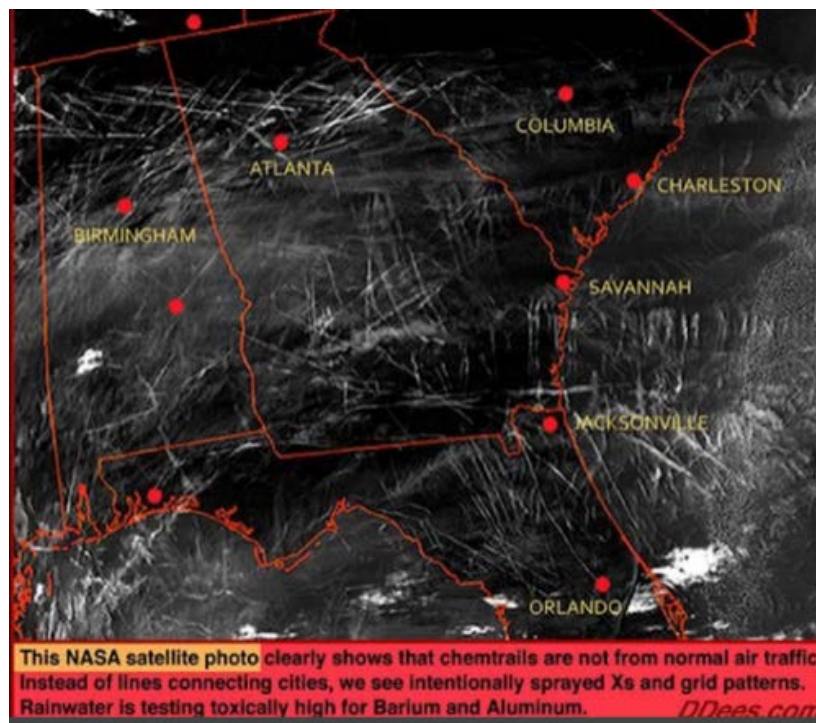 COLUMBIA
ATLANTA
CHARLESTON
BIRMINGHAM
SAVANNAH
JACKSONVILLE
ORLANDO
This NASA satellite photo clearly shows that chemtrails are not from normal air traffic
Instead of lines connecting cities, we see intentionally sprayed Xs and grid patterns.
Rainwater is testing toxically high for Barium and Aluminum.
DDees.com